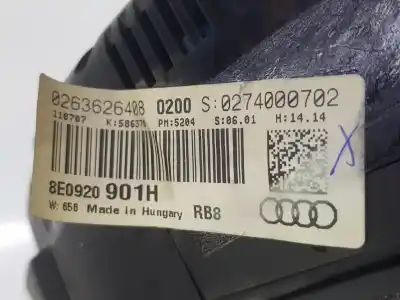 0263626408 0200 S:0274000702
110707 K:58637 PM:5204 S:06.01 H:14.14
8E0920 901H
W: 658 Made in Hungary RB8